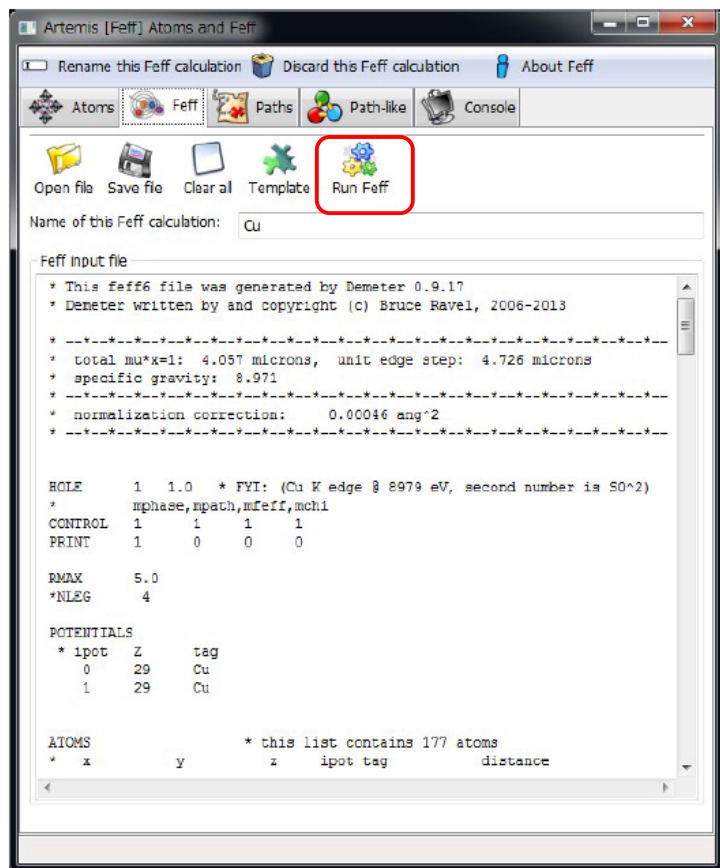 Artemis [Feff] Atoms and Feff
Rename this Feff calculation Discard this Feff calculation About Feff
Atoms Feff Paths Path-like Console
Open file Save file Clear all Template Run Feff
Name of this Feff calculation: Cu
Feff input file
* This feff6 file was generated by Demeter 0.9.17
* Demeter written by and copyright (c) Bruce Ravel, 2006-2013
* --*--*--*--*--*--*--*--*--*--*--*--*--*--*--*--*--*--*--*--
* total mu*x=1: 4.057 microns, unit edge step: 4.726 microns
* specific gravity: 8.971
* --*--*--*--*--*--*--*--*--*--*--*--*--*--*--*--*--*--*--*--
* normalization correction: 0.00046 ang^2
* --*--*--*--*--*--*--*--*--*--*--*--*--*--*--*--*--*--*--*--
HOLE 1 1.0 * FYI: (Cu K edge @ 8979 eV, second number is S0^2)
* mphase,mpath,mfeff,mchi
CONTROL 1 1 1 1
PRINT 1 0 0 0
RMAX 5.0
*NLEG 4
POTENTIALS
* ipot Z tag
0 29 Cu
1 29 Cu
ATOMS * this list contains 177 atoms
* x y z ipot tag distance